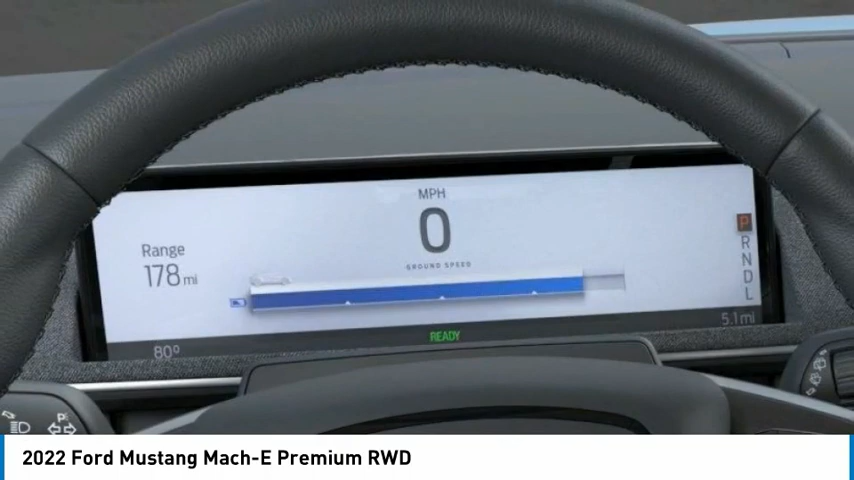 MPH
0
GROUND SPEED
Range
178 mi
P
R
N
D
L
5.1 mi
READY
80°
P
2022 Ford Mustang Mach-E Premium RWD